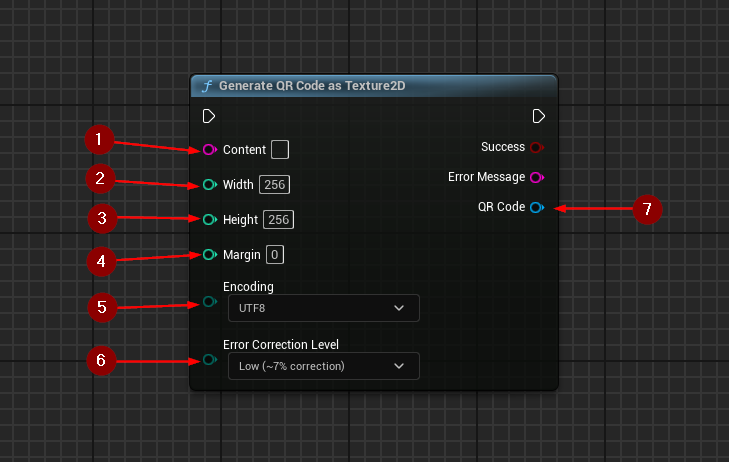 Generate QR Code as Texture2D
1
Content
Success
2
Width 256
Error Message
3
Height 256
QR Code
7
4
Margin 0
Encoding
5
UTF8
Error Correction Level
6
Low (~7% correction)